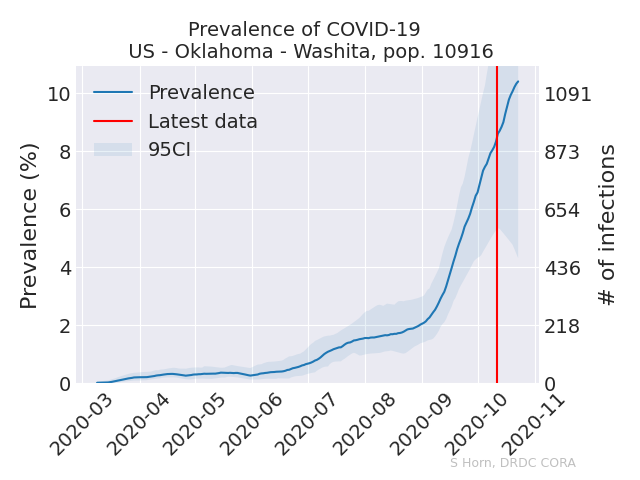 Prevalence of COVID-19
US - Oklahoma - Washita, pop. 10916
Prevalence
Latest data
95CI
Prevalence (%)
10
8
6
4
2
0
1091
873
654
436
218
0
# of infections
2020-03
2020-04
2020-05
2020-06
2020-07
2020-08
2020-09
2020-10
2020-11
S Horn, DRDC CORA